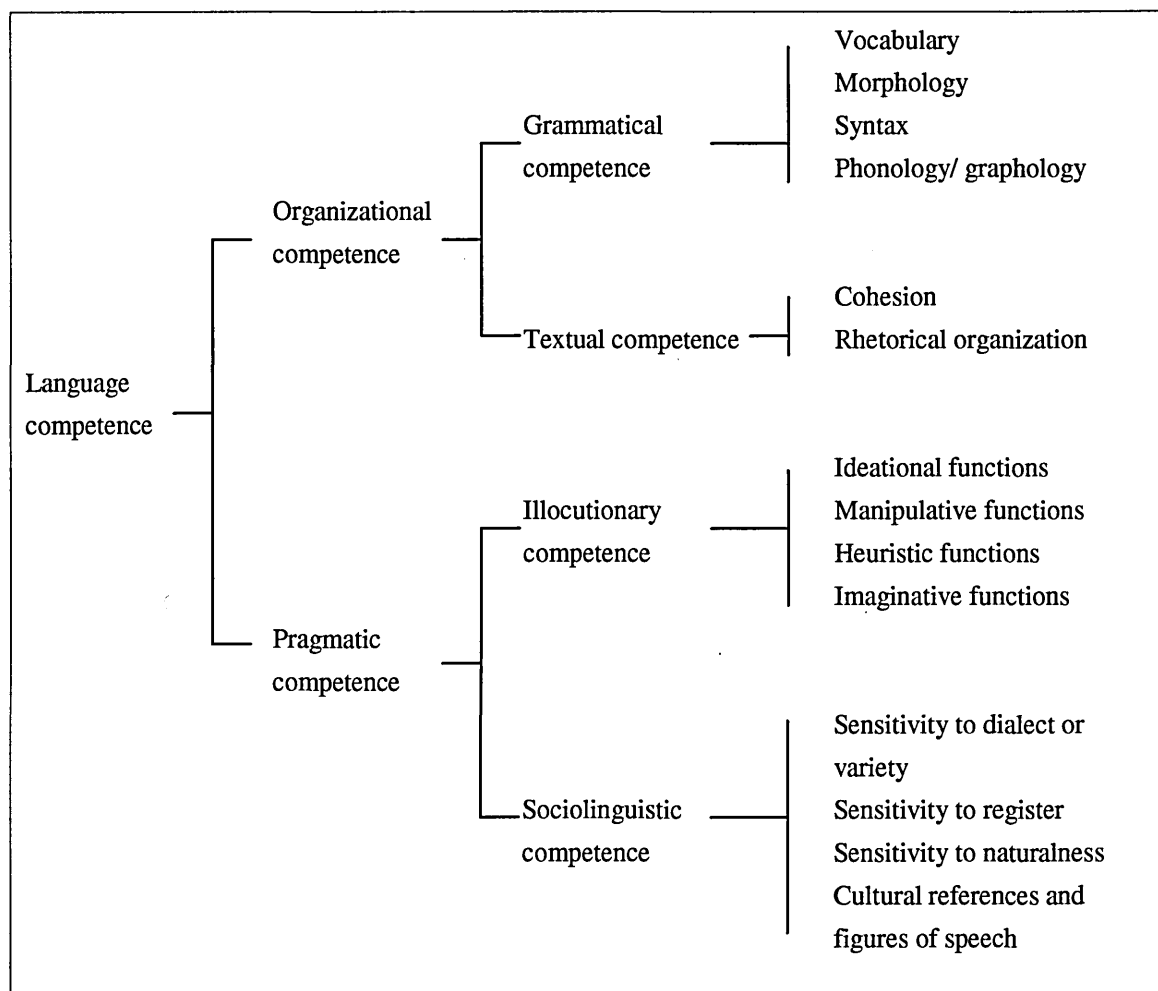 Vocabulary
Morphology
Grammatical
Syntax
competence
Phonology/ graphology
Organizational
competence
Cohesion
Textual competence
Rhetorical organization
Language
competence
Ideational functions
Illocutionary
Manipulative functions
competence
Heuristic functions
Imaginative functions
Pragmatic
competence
Sensitivity to dialect or
variety
Sociolinguistic
Sensitivity to register
competence
Sensitivity to naturalness
Cultural references and
figures of speech